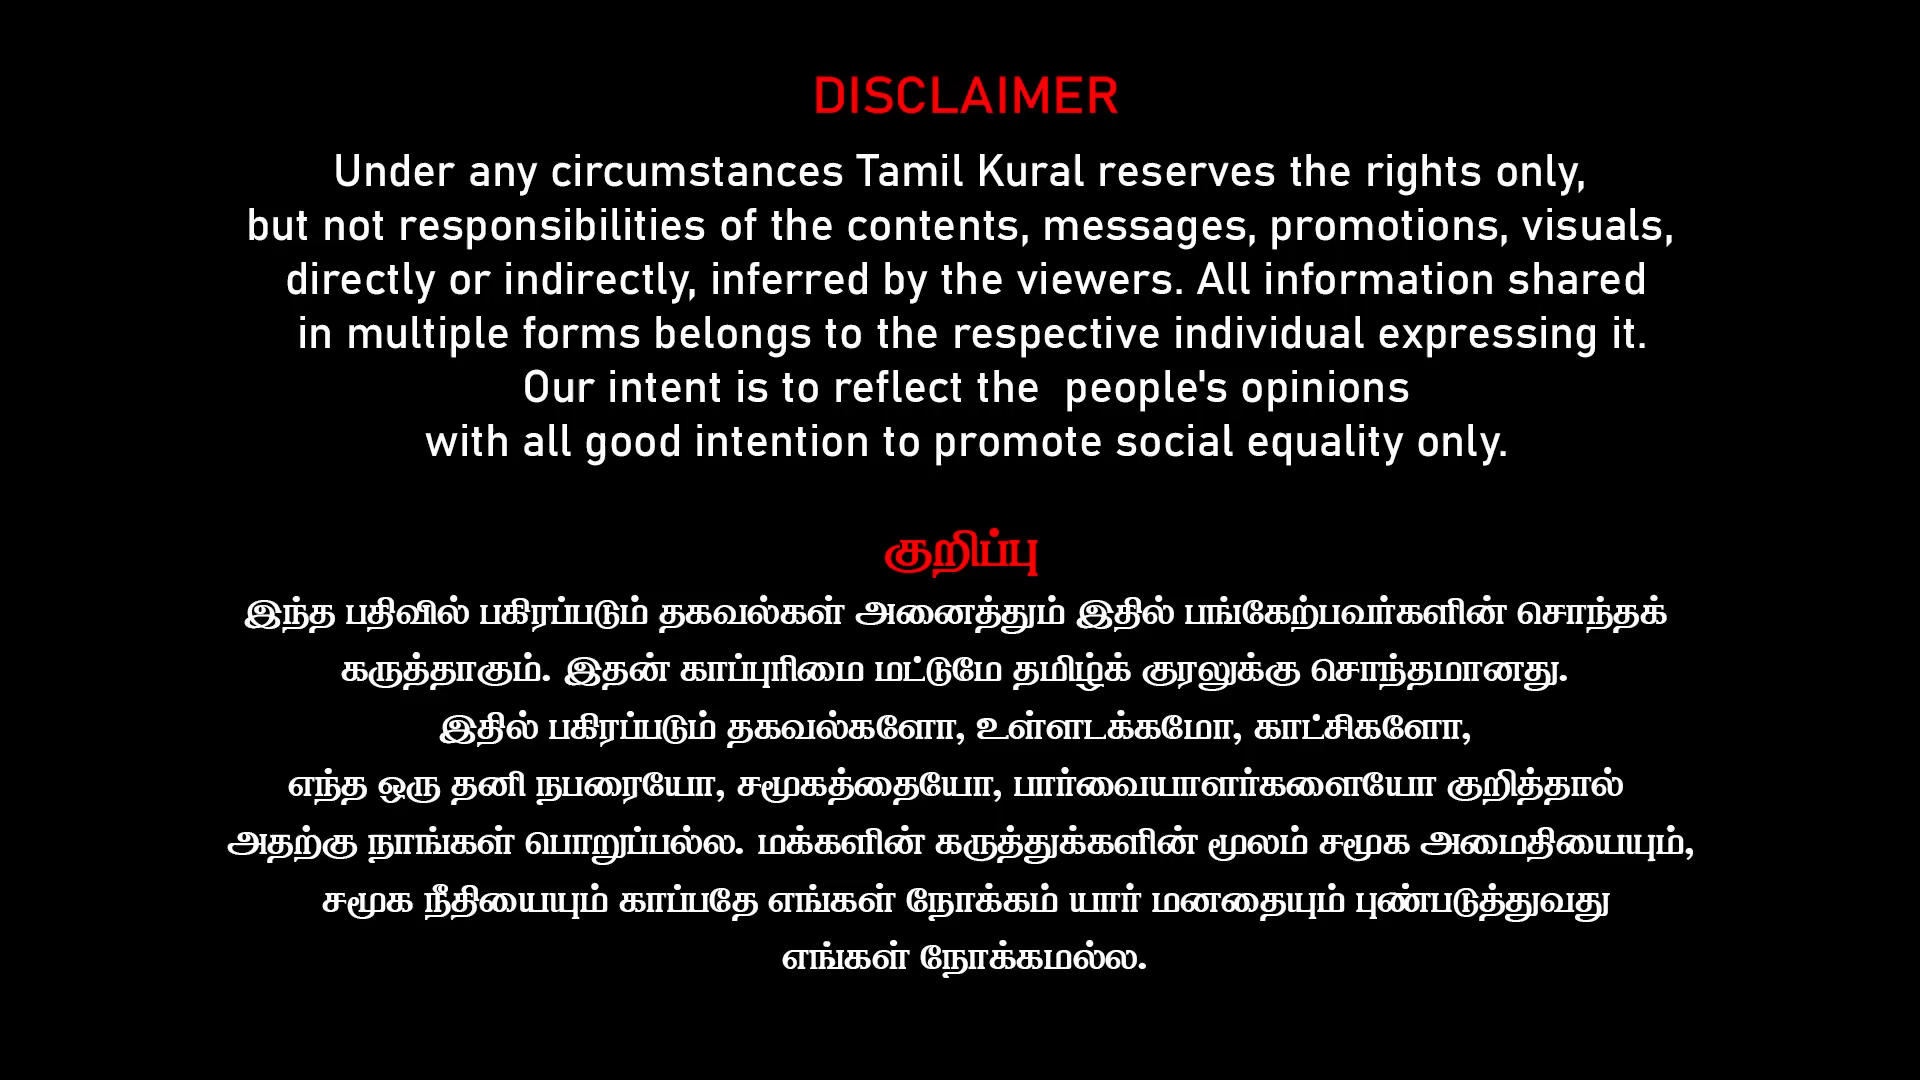 DISCLAIMER
Under any circumstances Tamil Kural reserves the rights only,
but not responsibilities of the contents, messages, promotions, visuals,
directly or indirectly, inferred by the viewers. All information shared
in multiple forms belongs to the respective individual expressing it.
Our intent is to reflect the people's opinions
with all good intention to promote social equality only.
குறிப்பு
இந்த பதிவில் பகிரப்படும் தகவல்கள் அனைத்தும் இதில் பங்கேற்பவர்களின் சொந்தக்
கருத்தாகும். இதன் காப்புரிமை மட்டுமே தமிழ்க் குரலுக்கு சொந்தமானது.
இதில் பகிரப்படும் தகவல்களோ, உள்ளடக்கமோ, காட்சிகளோ,
எந்த ஒரு தனி நபரையோ, சமூகத்தையோ, பார்வையாளர்களையோ குறித்தால்
அதற்கு நாங்கள் பொறுப்பல்ல. மக்களின் கருத்துக்களின் மூலம் சமூக அமைதியையும்,
சமூக நீதியையும் காப்பதே எங்கள் நோக்கம் யார் மனதையும் புண்படுத்துவது
எங்கள் நோக்கமல்ல.